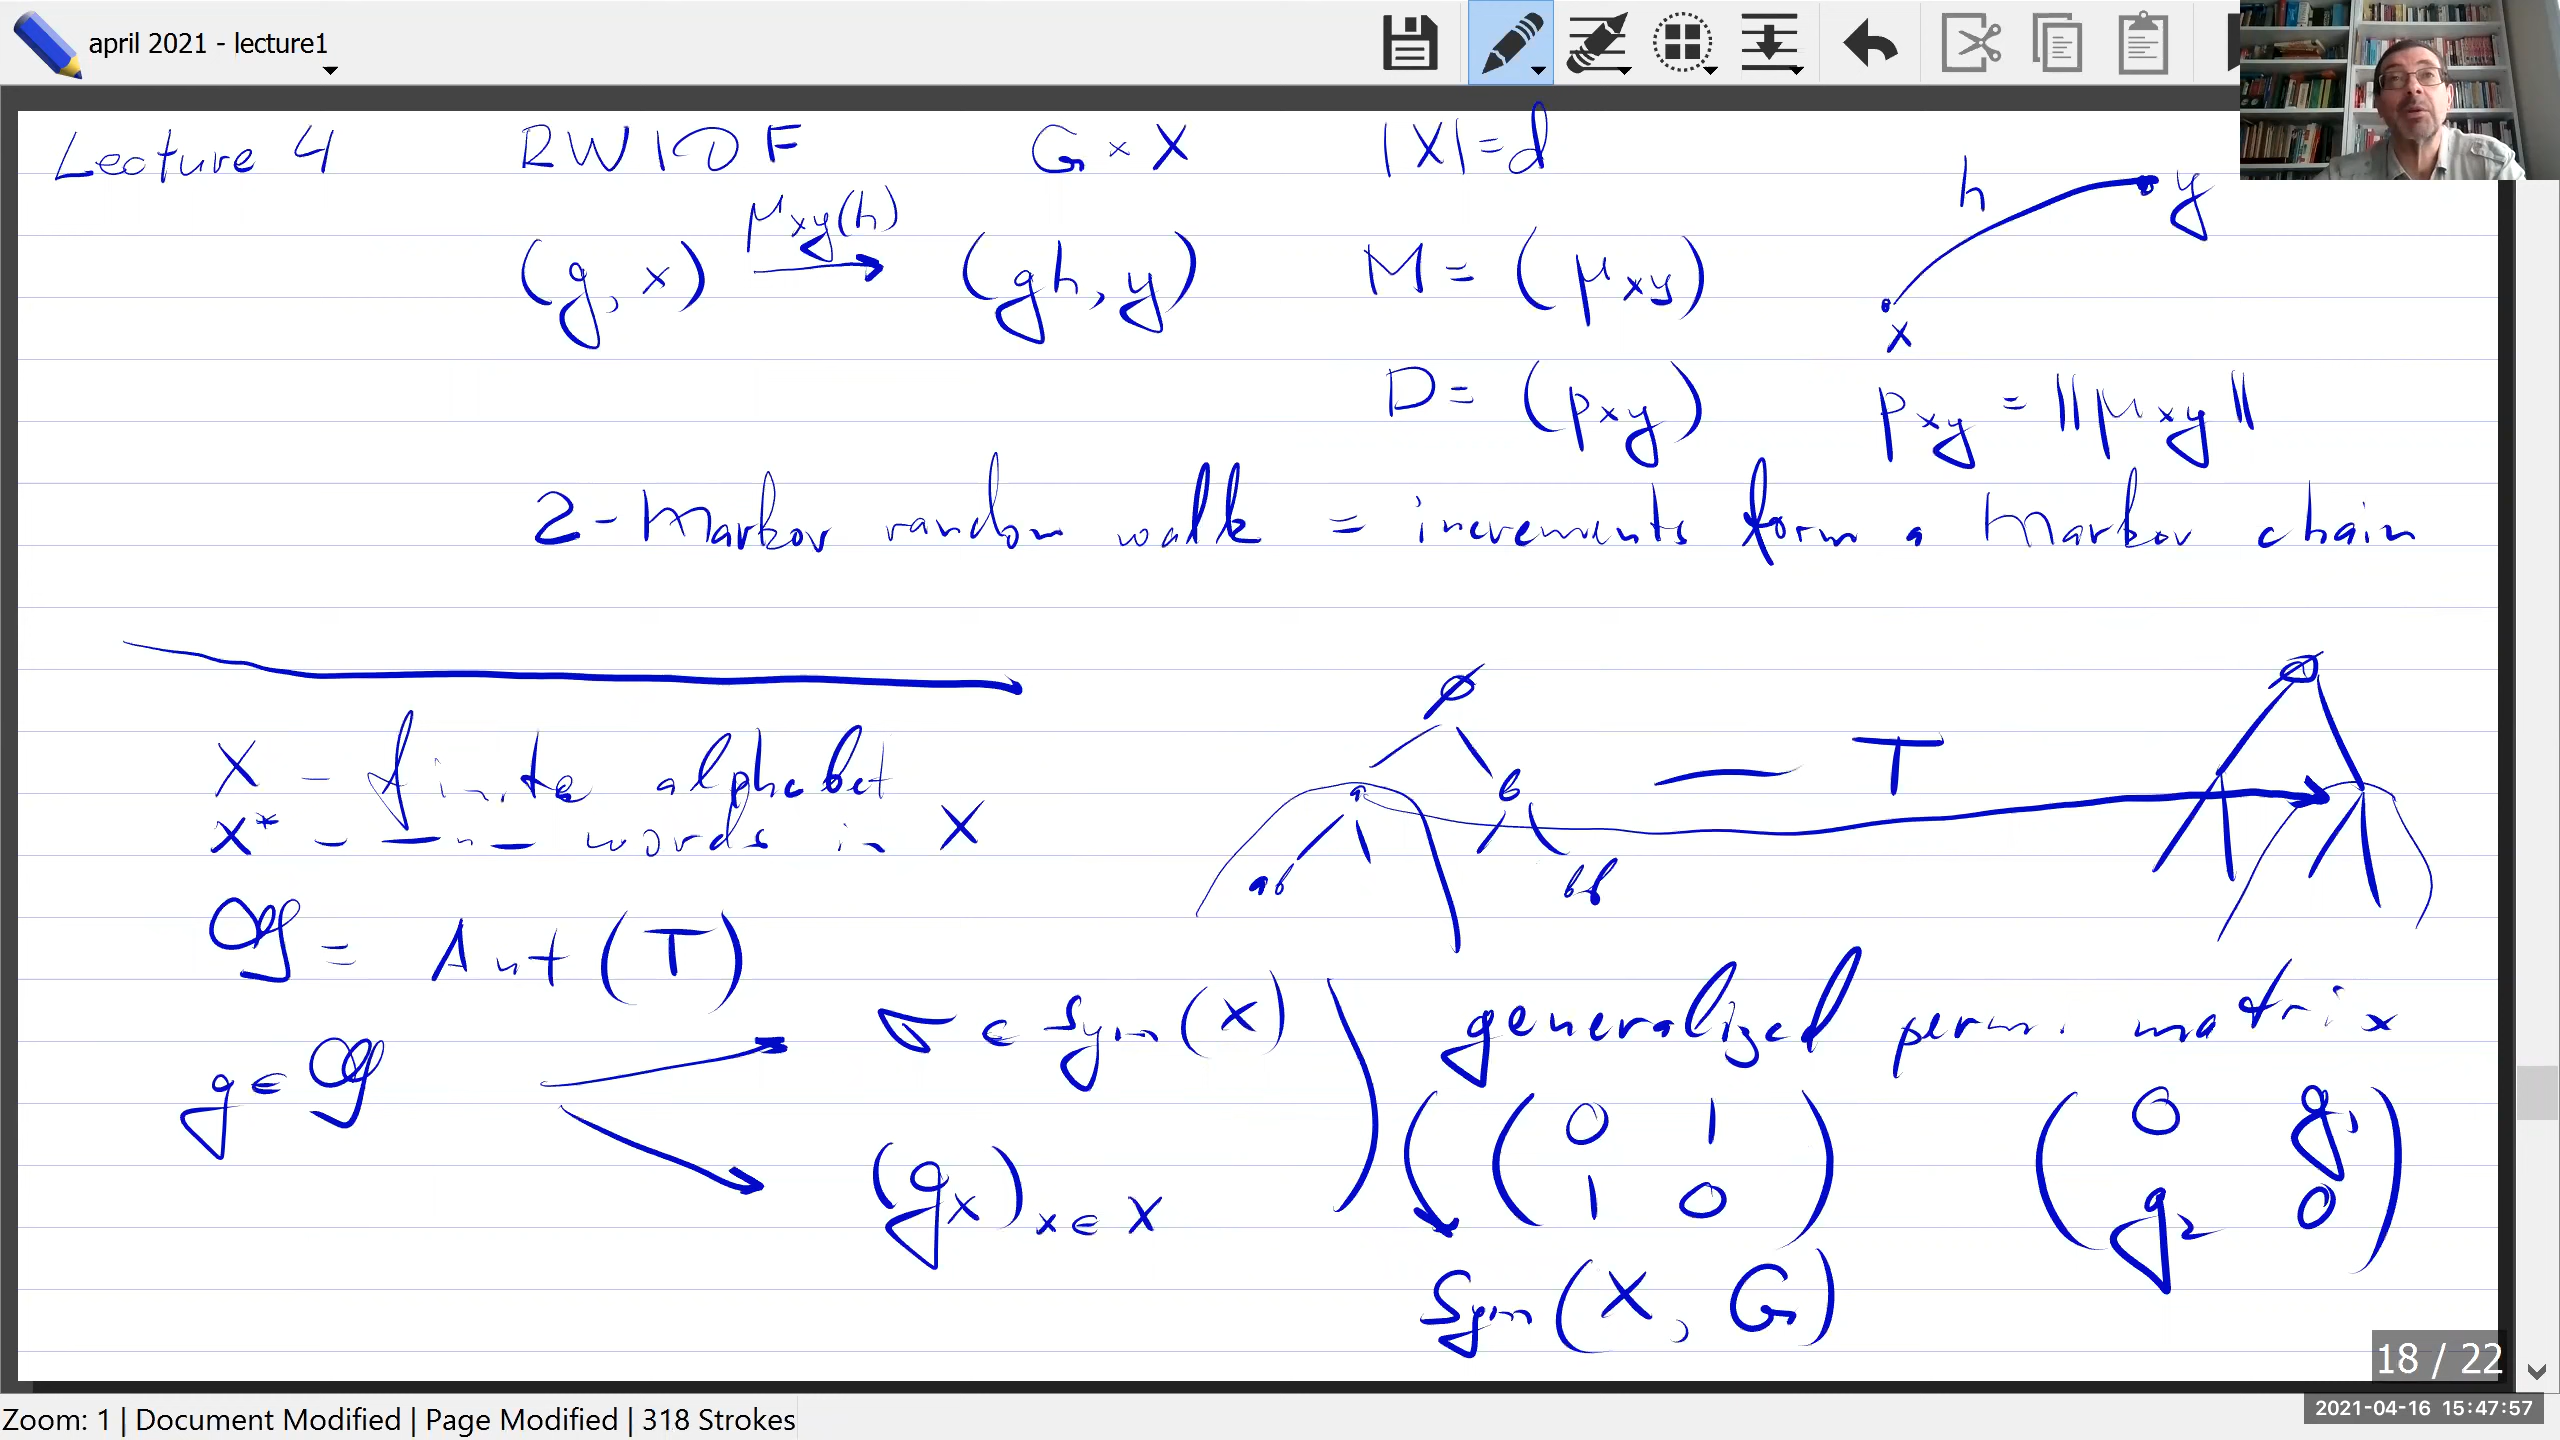 april 2021 - lecture1
Lecture 4 RWIDF G × X |X| = d
(g, x) μxy(h) → (gh, y) M = (μxy) h x y
D = (pxy) pxy = ||μxy||
2-Markov random walk = increments form a Markov chain
∅ T ∅
X - finite alphabet a b
X* - —"— words in X ab bb
𝔊 = Aut(T)
g ∈ 𝔊 σ ∈ Sym(X) generalized perm. matrix
(gx)x∈X (0 1 (0 g1
1 0) g2 0)
Sym(X, G)
18 / 22
Zoom: 1 | Document Modified | Page Modified | 318 Strokes
2021-04-16 15:47:57